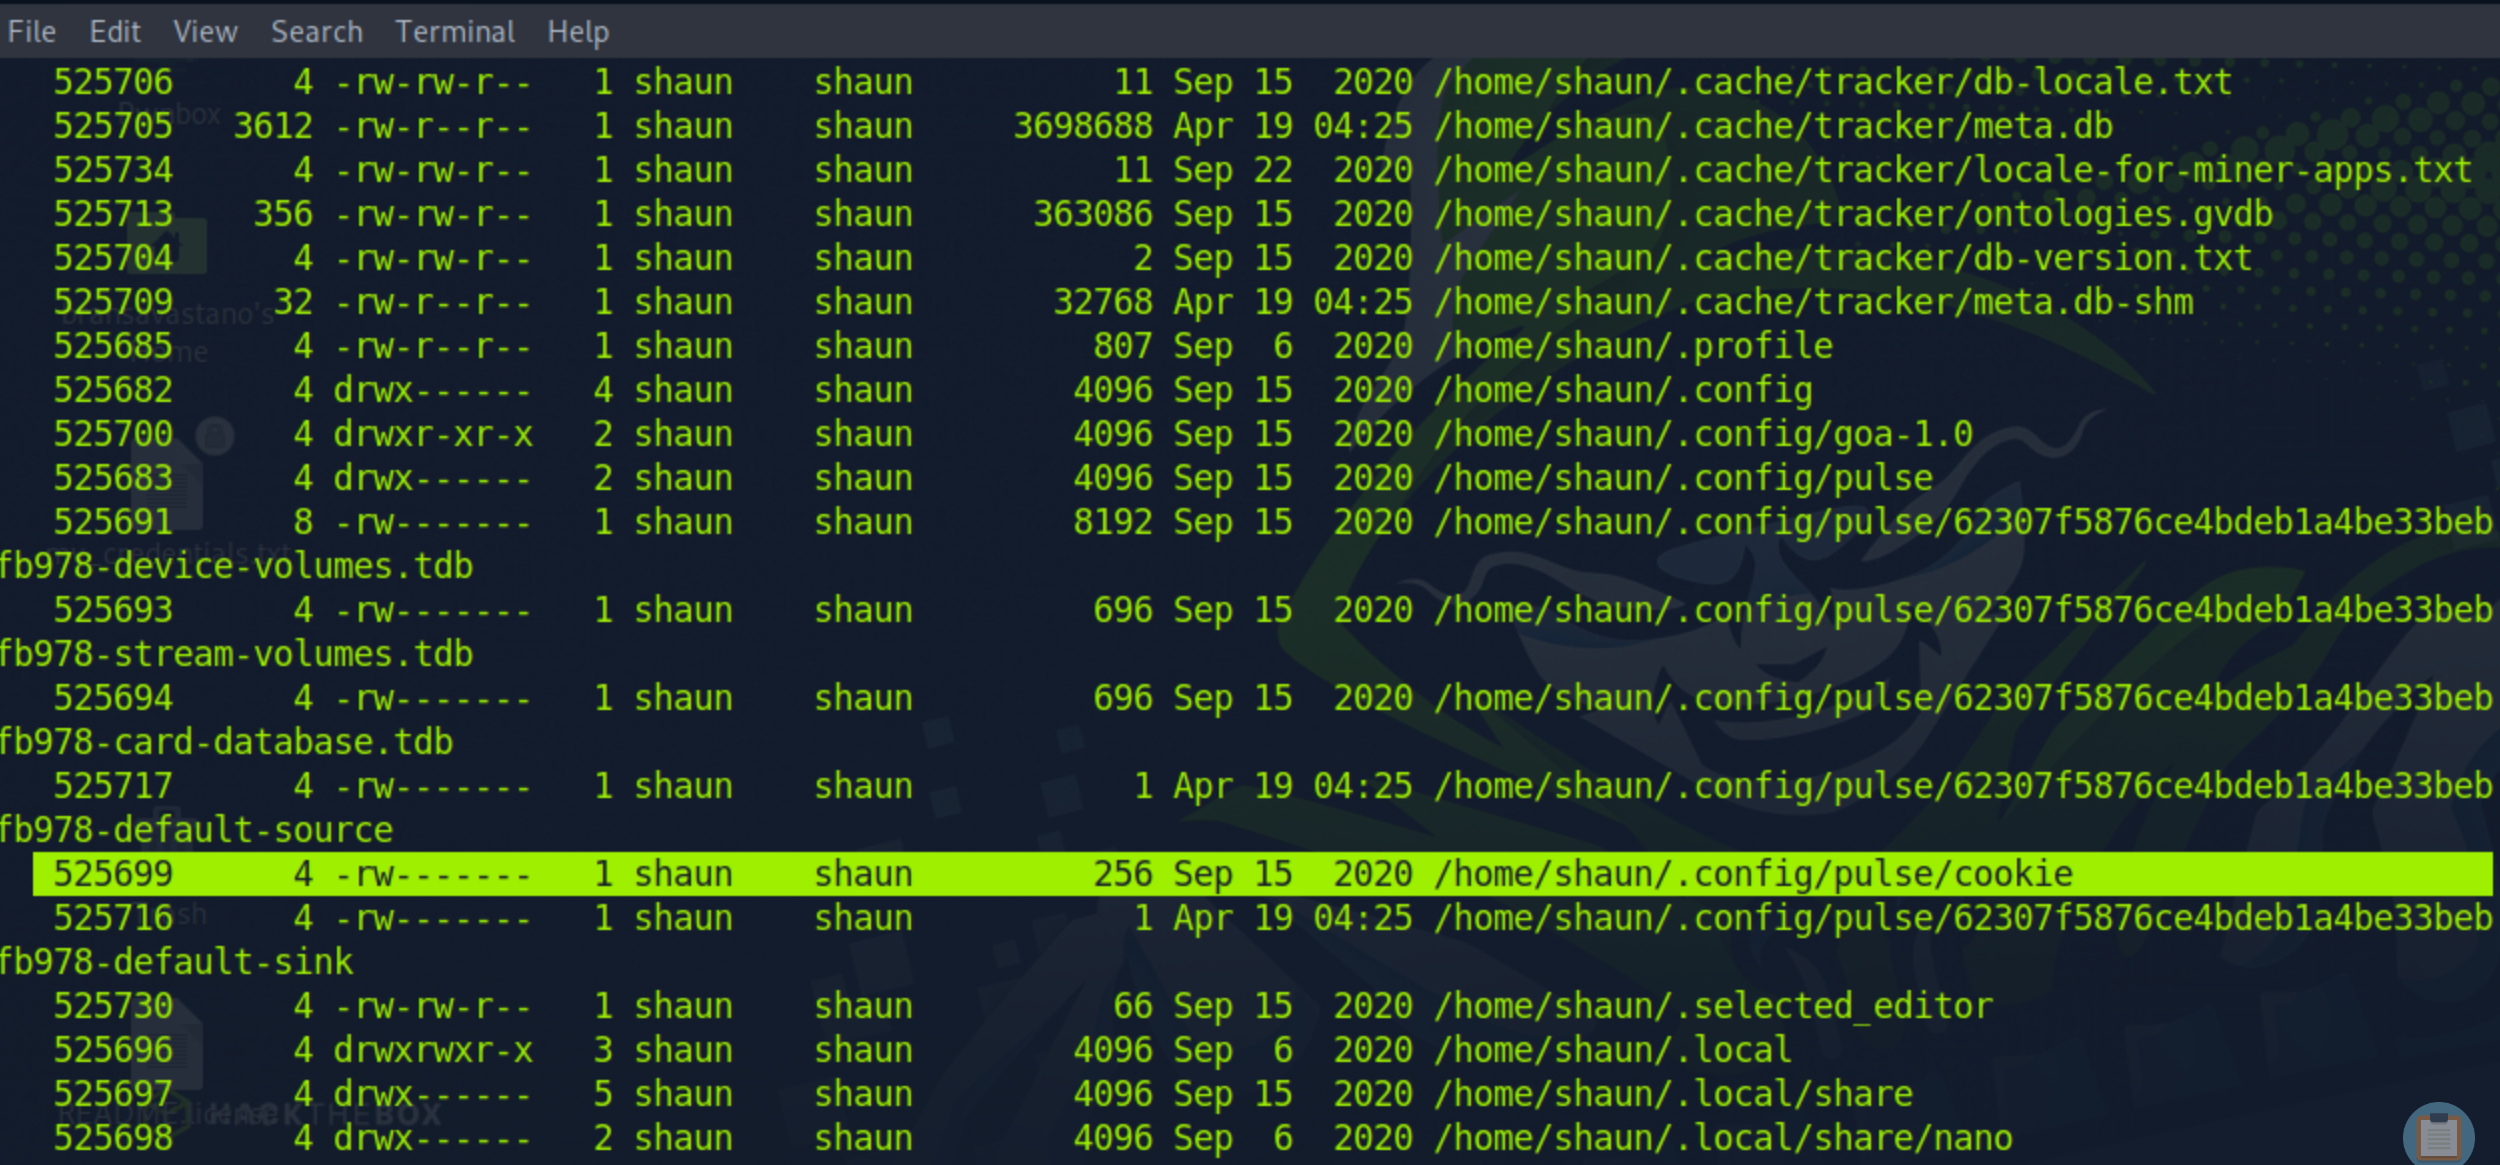 File Edit View Search Terminal Help
525706 4 -rw-rw-r-- 1 shaun shaun 11 Sep 15 2020 /home/shaun/.cache/tracker/db-locale.txt
525705 3612 -rw-r--r-- 1 shaun shaun 3698688 Apr 19 04:25 /home/shaun/.cache/tracker/meta.db
525734 4 -rw-rw-r-- 1 shaun shaun 11 Sep 22 2020 /home/shaun/.cache/tracker/locale-for-miner-apps.txt
525713 356 -rw-rw-r-- 1 shaun shaun 363086 Sep 15 2020 /home/shaun/.cache/tracker/ontologies.gvdb
525704 4 -rw-rw-r-- 1 shaun shaun 2 Sep 15 2020 /home/shaun/.cache/tracker/db-version.txt
525709 32 -rw-r--r-- 1 shaun shaun 32768 Apr 19 04:25 /home/shaun/.cache/tracker/meta.db-shm
525685 4 -rw-r--r-- 1 shaun shaun 807 Sep 6 2020 /home/shaun/.profile
525682 4 drwx------ 4 shaun shaun 4096 Sep 15 2020 /home/shaun/.config
525700 4 drwxr-xr-x 2 shaun shaun 4096 Sep 15 2020 /home/shaun/.config/goa-1.0
525683 4 drwx------ 2 shaun shaun 4096 Sep 15 2020 /home/shaun/.config/pulse
525691 8 -rw------- 1 shaun shaun 8192 Sep 15 2020 /home/shaun/.config/pulse/62307f5876ce4bdeb1a4be33beb
fb978-device-volumes.tdb
525693 4 -rw------- 1 shaun shaun 696 Sep 15 2020 /home/shaun/.config/pulse/62307f5876ce4bdeb1a4be33beb
fb978-stream-volumes.tdb
525694 4 -rw------- 1 shaun shaun 696 Sep 15 2020 /home/shaun/.config/pulse/62307f5876ce4bdeb1a4be33beb
fb978-card-database.tdb
525717 4 -rw------- 1 shaun shaun 1 Apr 19 04:25 /home/shaun/.config/pulse/62307f5876ce4bdeb1a4be33beb
fb978-default-source
525699 4 -rw------- 1 shaun shaun 256 Sep 15 2020 /home/shaun/.config/pulse/cookie
525716 4 -rw------- 1 shaun shaun 1 Apr 19 04:25 /home/shaun/.config/pulse/62307f5876ce4bdeb1a4be33beb
fb978-default-sink
525730 4 -rw-rw-r-- 1 shaun shaun 66 Sep 15 2020 /home/shaun/.selected_editor
525696 4 drwxrwxr-x 3 shaun shaun 4096 Sep 6 2020 /home/shaun/.local
525697 4 drwx------ 5 shaun shaun 4096 Sep 15 2020 /home/shaun/.local/share
HACKTHEBOX
525698 4 drwx------ 2 shaun shaun 4096 Sep 6 2020 /home/shaun/.local/share/nano